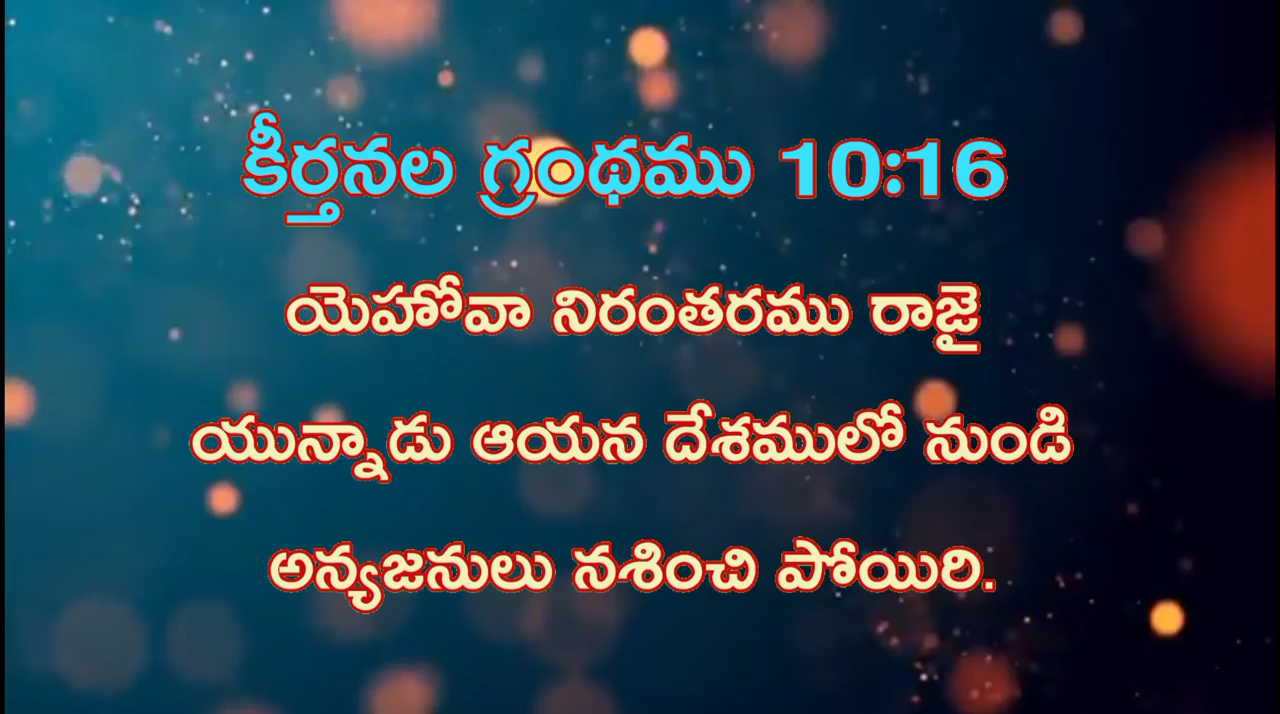 కీర్తనల గ్రంథము 10:16
యెహోవా నిరంతరము రాజై
యున్నాడు ఆయన దేశములో నుండి
అన్యజనులు నశించి పోయిరి.